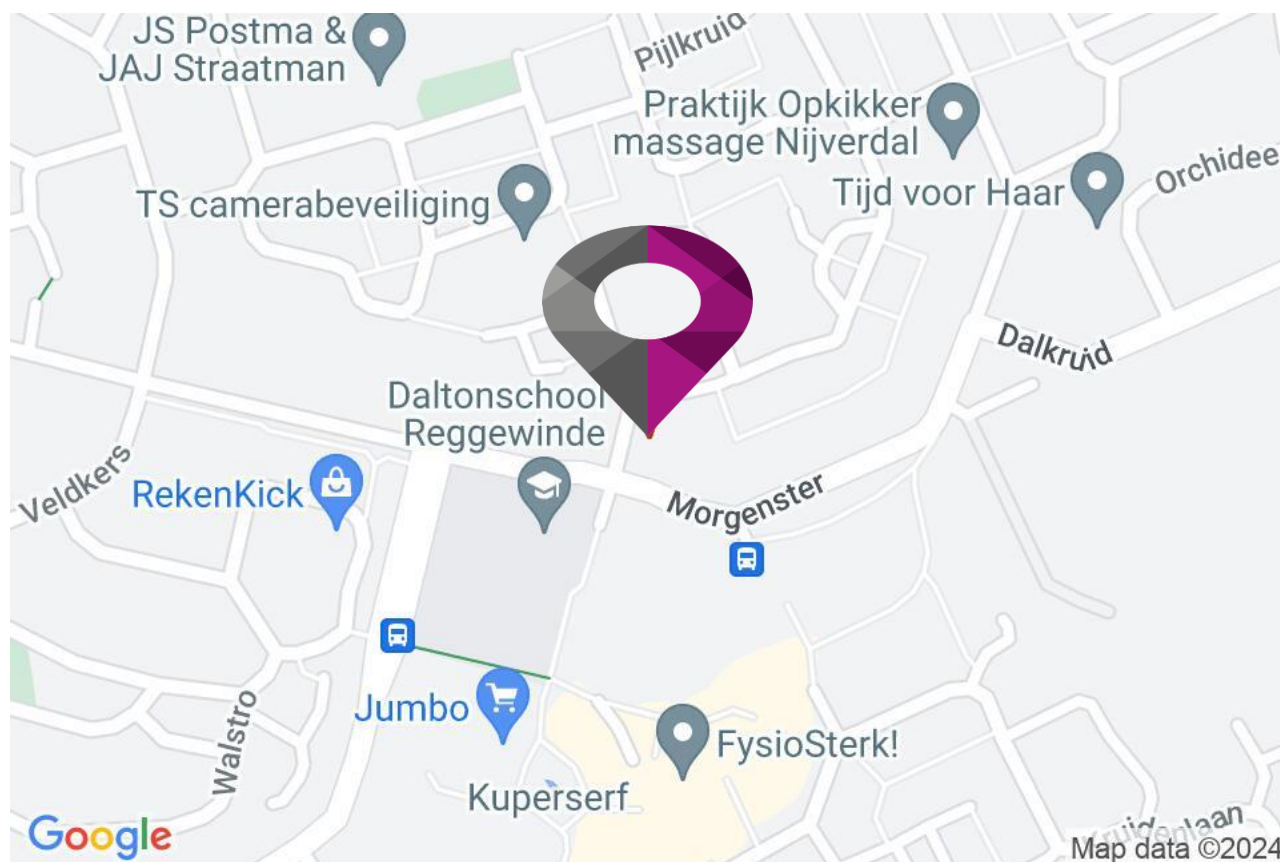 JS Postma &
JAJ Straatman
Pijlkruid
Praktijk Opkikker
massage Nijverdal
Orchidee
TS camerabeveiliging
Tijd voor Haar
Dalkruid
Daltonschool
Reggewinde
Veldkers
RekenKick
Morgenster
Walstro
Jumbo
FysioSterk!
Kuperserf
Kruidenlaan
Google
Map data ©2024